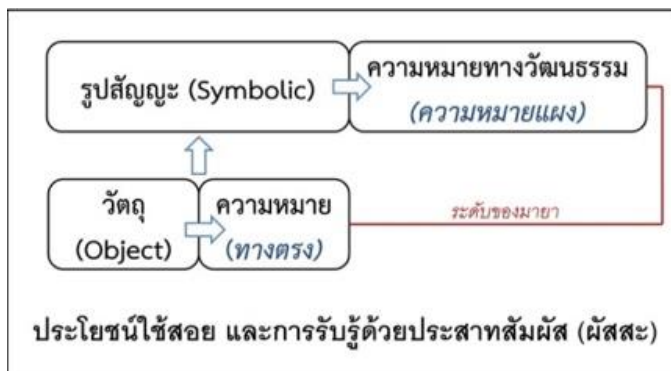 รูปสัญญะ (Symbolic)
ความหมายทางวัฒนธรรม
(ความหมายแฝง)
วัตถุ
(Object)
ความหมาย
(ทางตรง)
ระดับของมายา
ประโยชน์ใช้สอย และการรับรู้ด้วยประสาทสัมผัส (ผัสสะ)